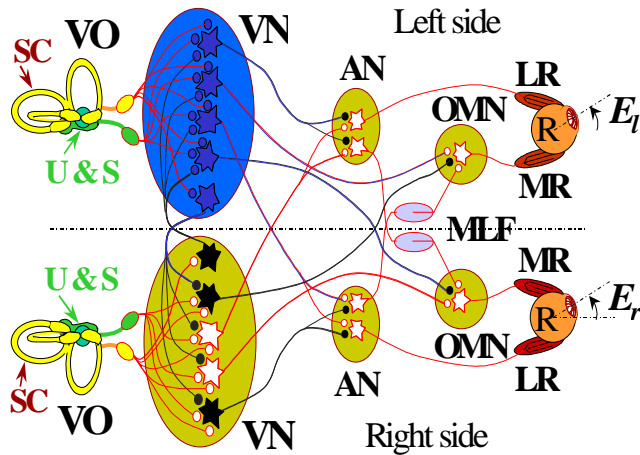 Left side
VO
VN
SC
AN
LR
OMN
R
E_l
U & S
MR
MLF
U & S
MR
E_r
R
SC
OMN
AN
LR
VO
VN
Right side